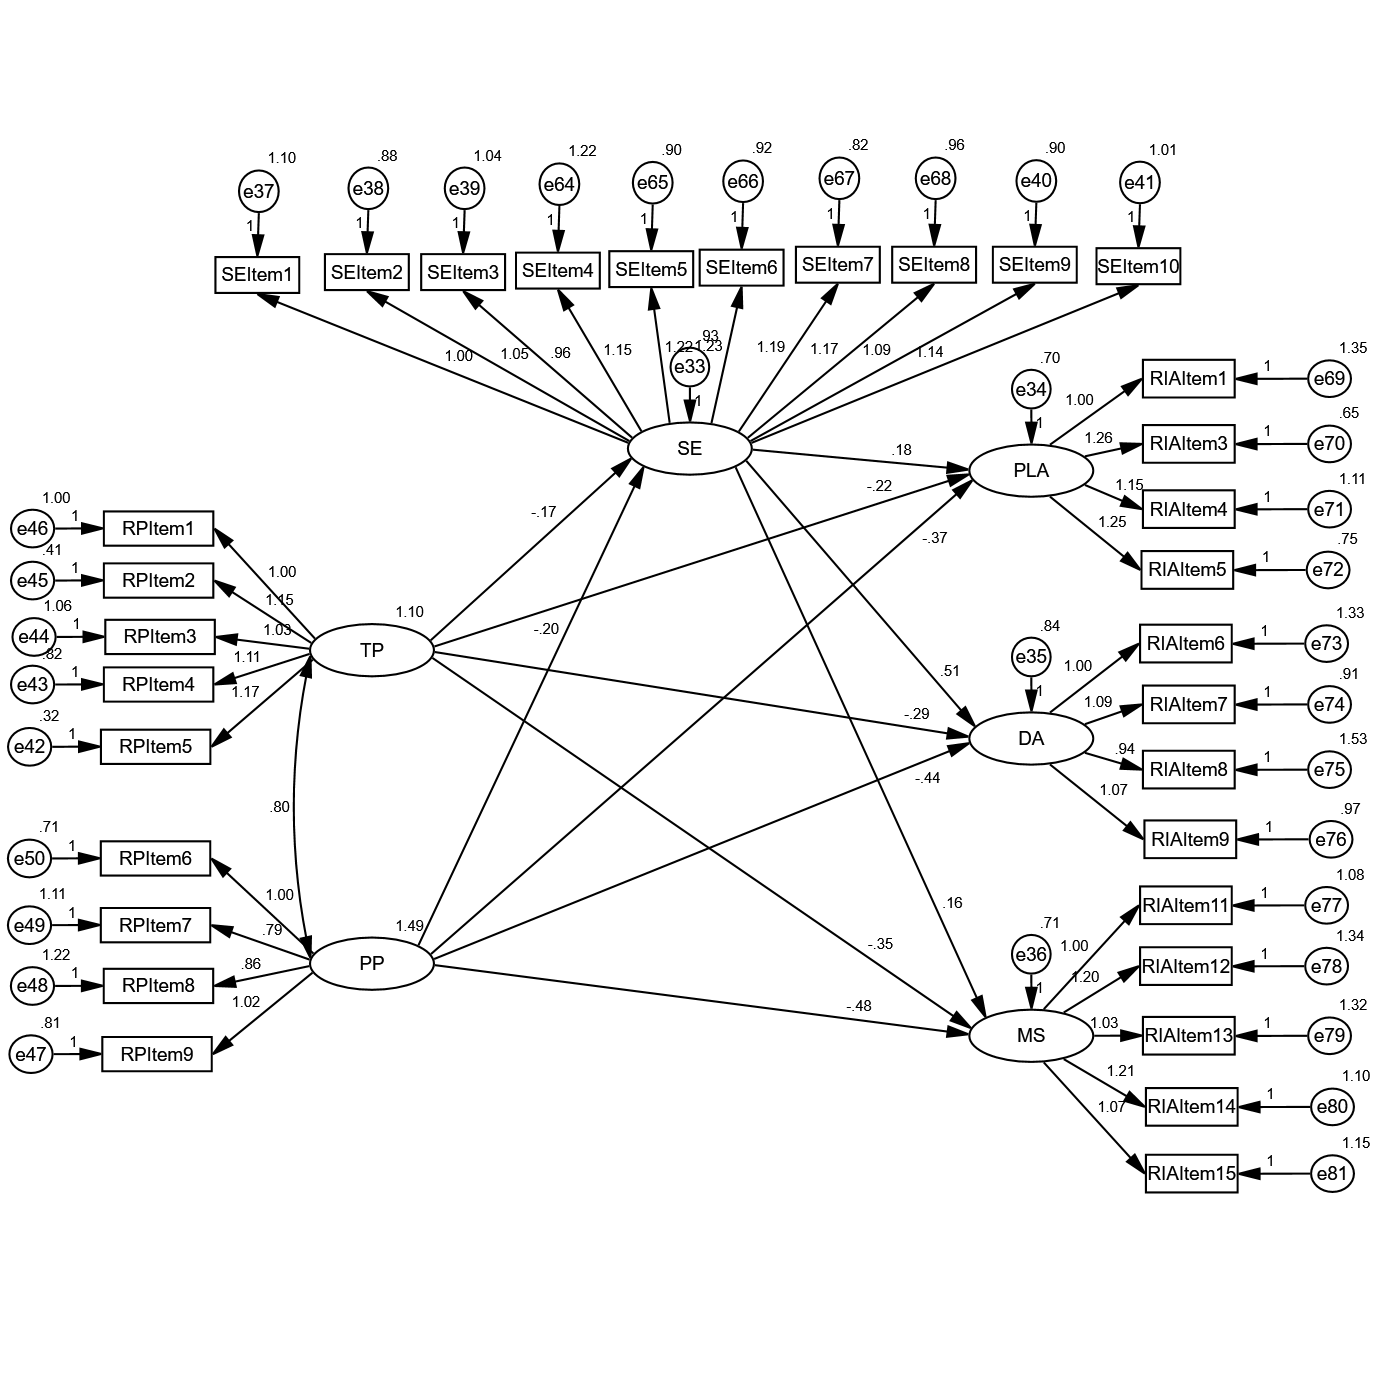 1.10 .88 1.04 1.22 .90 .92 .82 .96 .90 1.01
e37 e38 e39 e64 e65 e66 e67 e68 e40 e41
1 1 1 1 1 1 1 1 1 1
SEItem1 SEItem2 SEItem3 SEItem4 SEItem5 SEItem6 SEItem7 SEItem8 SEItem9 SEItem10
1.00 1.05 .96 1.15 1.22 1.23 1.19 1.17 1.09 1.14
.93
e33
1
SE
.70
e34
1
PLA
1.00 RIAItem1 1 e69 1.35
1.26 RIAItem3 1 e70 .65
1.15 RIAItem4 1 e71 1.11
1.25 RIAItem5 1 e72 .75
.18
-.22
-.37
-.17
-.20
1.00
e46 1 RPItem1 1.00
.41
e45 1 RPItem2 1.15
1.06
e44 1 RPItem3 1.03
.82
e43 1 RPItem4 1.11
.32
e42 1 RPItem5 1.17
1.10
TP
.80
.84
e35
1
DA
1.00 RIAItem6 1 e73 1.33
1.09 RIAItem7 1 e74 .91
.94 RIAItem8 1 e75 1.53
1.07 RIAItem9 1 e76 .97
.51
-.29
-.44
.71
e50 1 RPItem6 1.00
1.11
e49 1 RPItem7 .79
1.22
e48 1 RPItem8 .86
.81
e47 1 RPItem9 1.02
1.49
PP
.16
-.35
-.48
.71
e36
1
MS
1.00 RIAItem11 1 e77 1.08
1.20 RIAItem12 1 e78 1.34
1.03 RIAItem13 1 e79 1.32
1.21 RIAItem14 1 e80 1.10
1.07 RIAItem15 1 e81 1.15